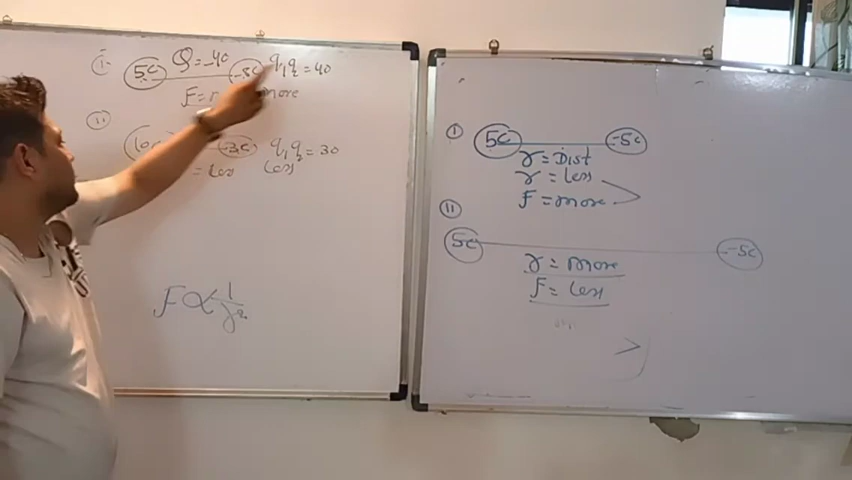 i
5C Q = -40 -8C q1q2 = 40
F = more
ii
-3C q1q2 = 30
= Less Less
F ∝ 1/r²
I 5C -5C
r = Dist
r = Less
F = more
II
5C -5C
r = more
F = Less
>